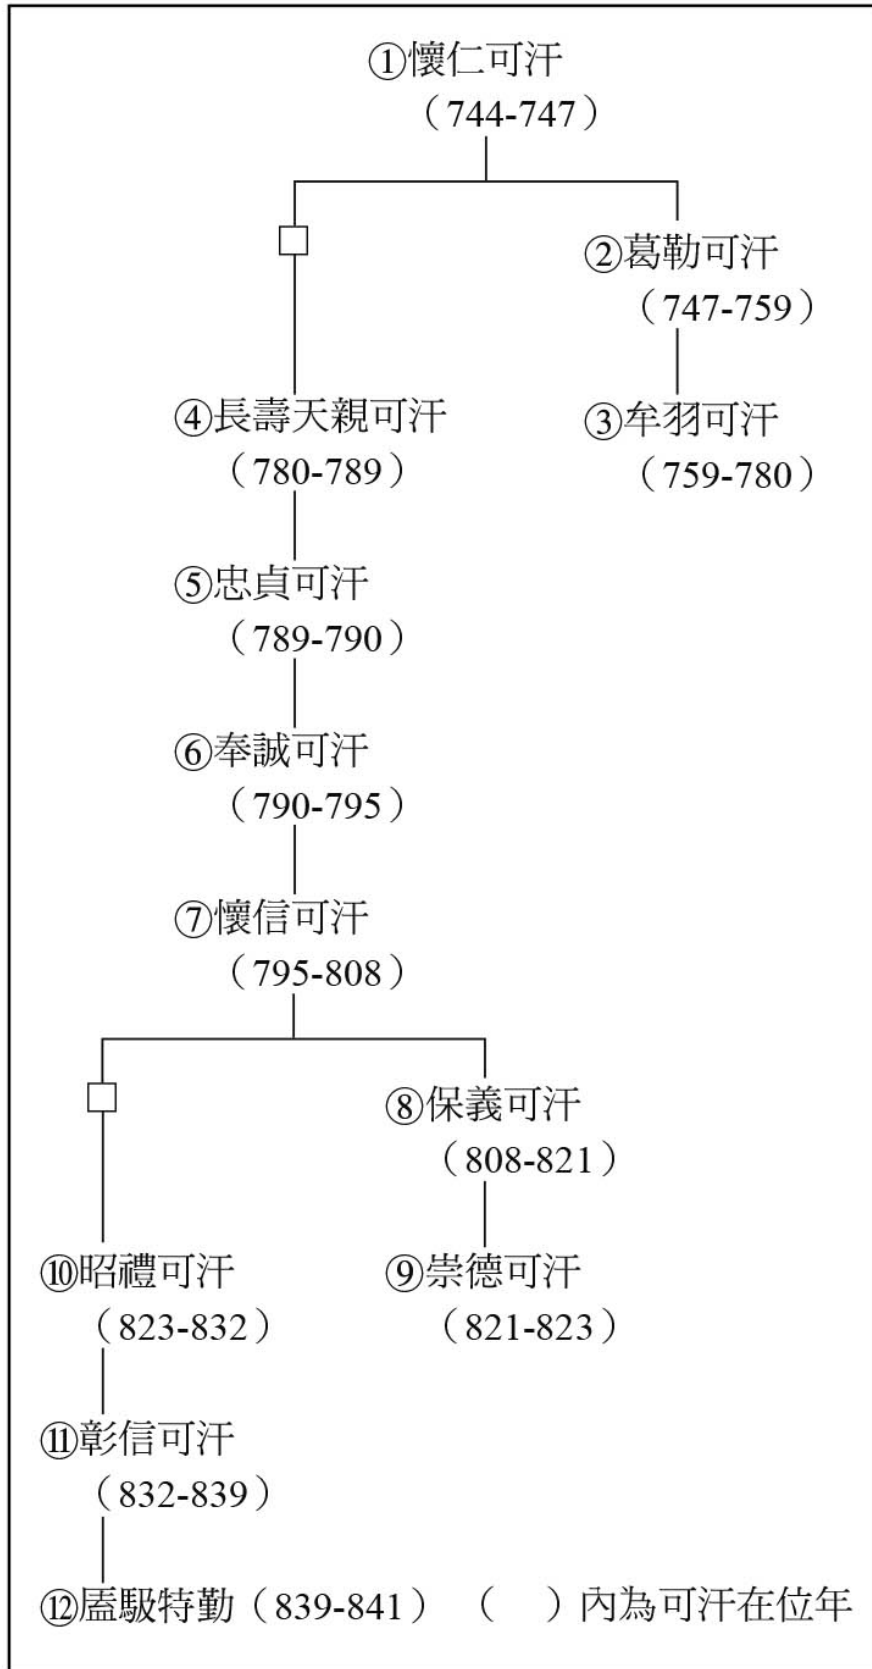 ①懷仁可汗
（744-747）
②葛勒可汗
（747-759）
④長壽天親可汗
（780-789）
③牟羽可汗
（759-780）
⑤忠貞可汗
（789-790）
⑥奉誠可汗
（790-795）
⑦懷信可汗
（795-808）
⑧保義可汗
（808-821）
⑩昭禮可汗
（823-832）
⑨崇德可汗
（821-823）
⑪彰信可汗
（832-839）
⑫㕎馺特勤（839-841） （ ）內為可汗在位年